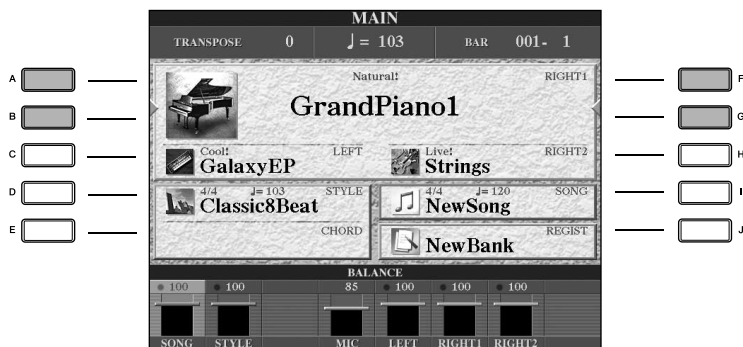 MAIN
TRANSPOSE 0 ♩ = 103 BAR 001- 1
A
Natural!
RIGHT1
F
GrandPiano1
B
G
Cool!
LEFT
Live!
RIGHT2
C
GalaxyEP
Strings
H
4/4 ♩= 103 STYLE
4/4 ♩= 120 SONG
D
Classic8Beat
NewSong
I
CHORD
REGIST
E
NewBank
J
BALANCE
100 100 85 100 100 100
SONG STYLE MIC LEFT RIGHT1 RIGHT2